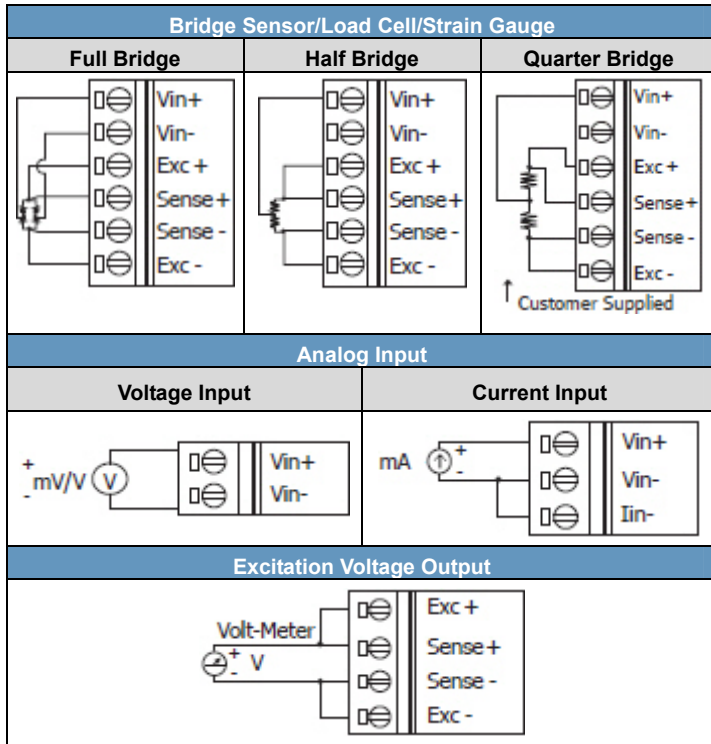 Bridge Sensor/Load Cell/Strain Gauge
Full Bridge
Half Bridge
Quarter Bridge
Vin+
Vin-
Exc +
Sense+
Sense -
Exc -
Vin+
Vin-
Exc +
Sense+
Sense -
Exc -
Vin+
Vin-
Exc +
Sense+
Sense -
Exc -
↑ Customer Supplied
Analog Input
Voltage Input
Current Input
+
- mV/V V
Vin+
Vin-
mA ↑ +
-
Vin+
Vin-
Iin-
Excitation Voltage Output
Volt-Meter
+ V
-
Exc +
Sense+
Sense -
Exc -